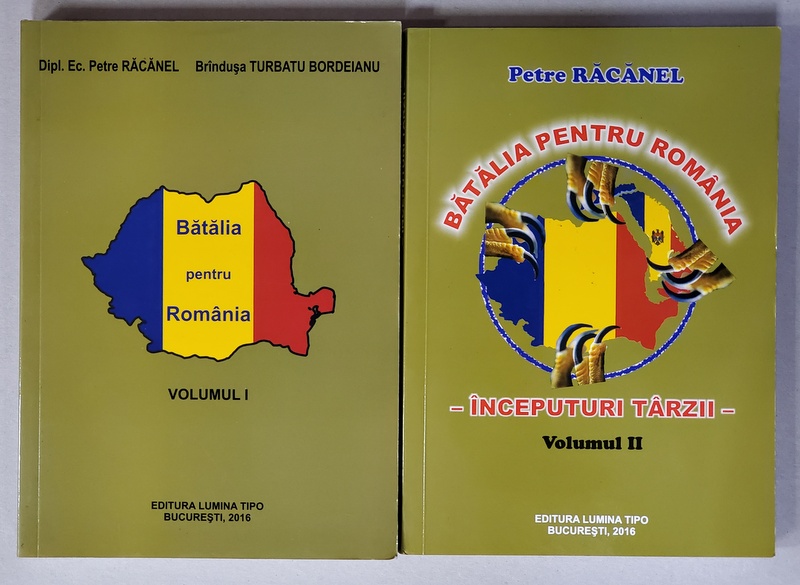 Dipl. Ec. Petre RĂCĂNEL Brîndușa TURBATU BORDEIANU
Bătălia
pentru
România
VOLUMUL I
EDITURA LUMINA TIPO
BUCUREȘTI, 2016
Petre RĂCĂNEL
BĂTĂLIA PENTRU ROMÂNIA
– ÎNCEPUTURI TÂRZII –
Volumul II
EDITURA LUMINA TIPO
BUCUREȘTI, 2016